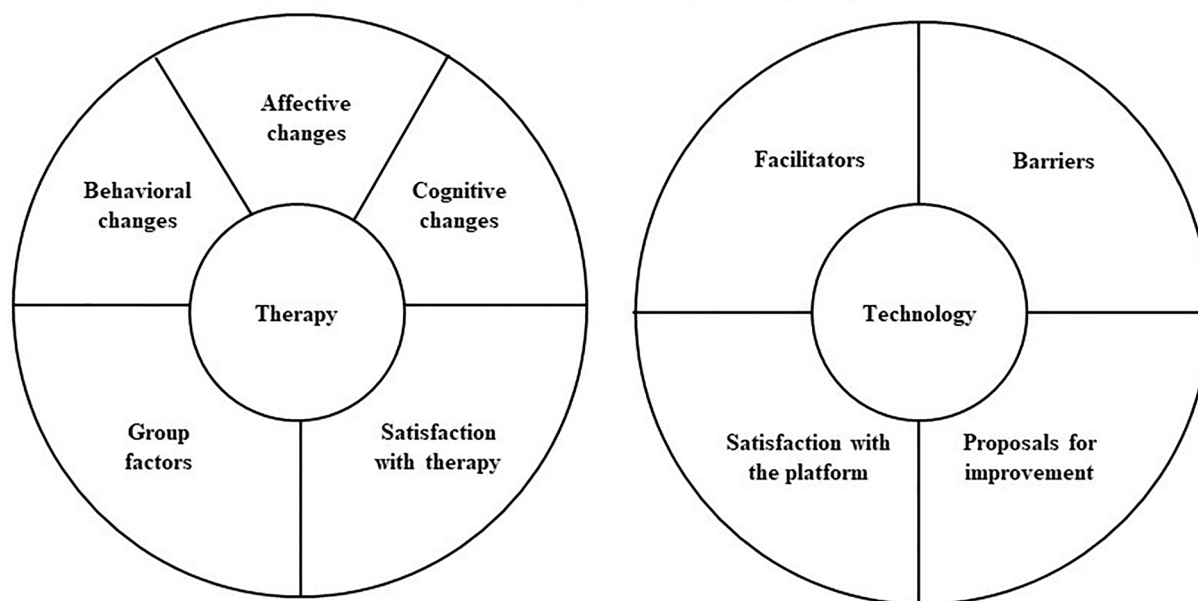 Affective
changes
Behavioral
changes
Cognitive
changes
Therapy
Group
factors
Satisfaction
with therapy
Facilitators
Barriers
Technology
Satisfaction with
the platform
Proposals for
improvement